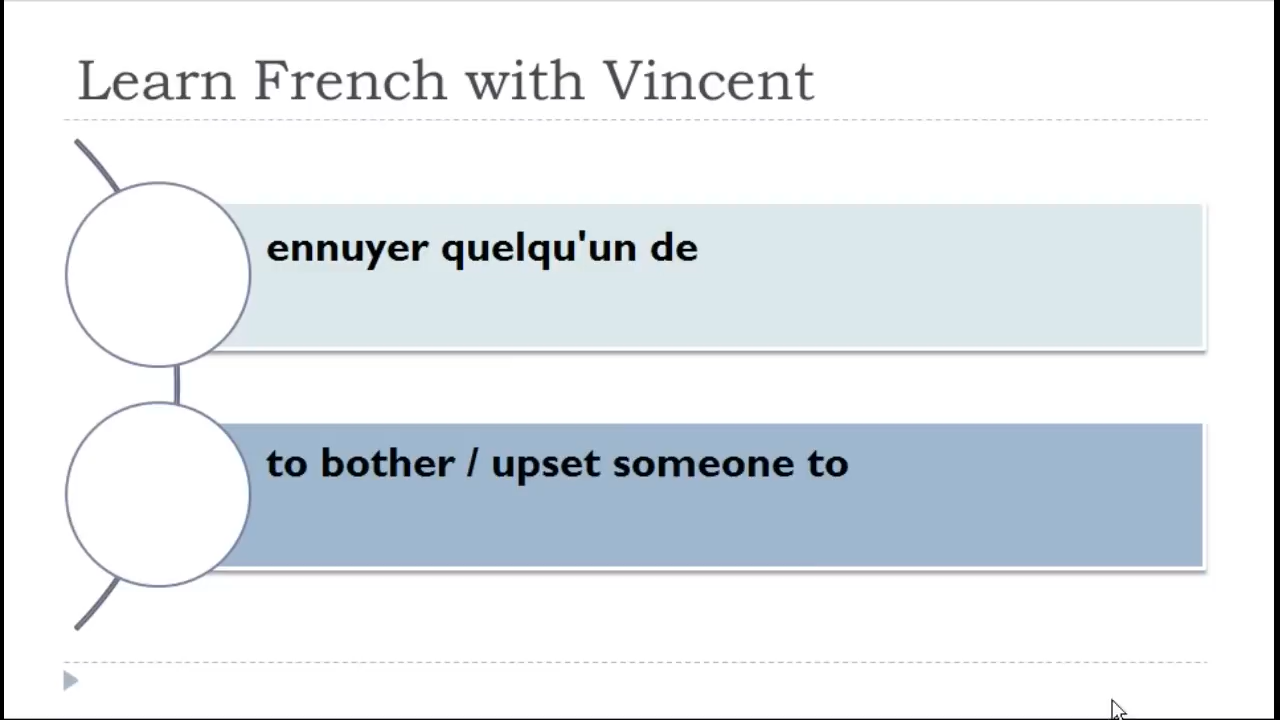 Learn French with Vincent
ennuyer quelqu'un de
to bother / upset someone to